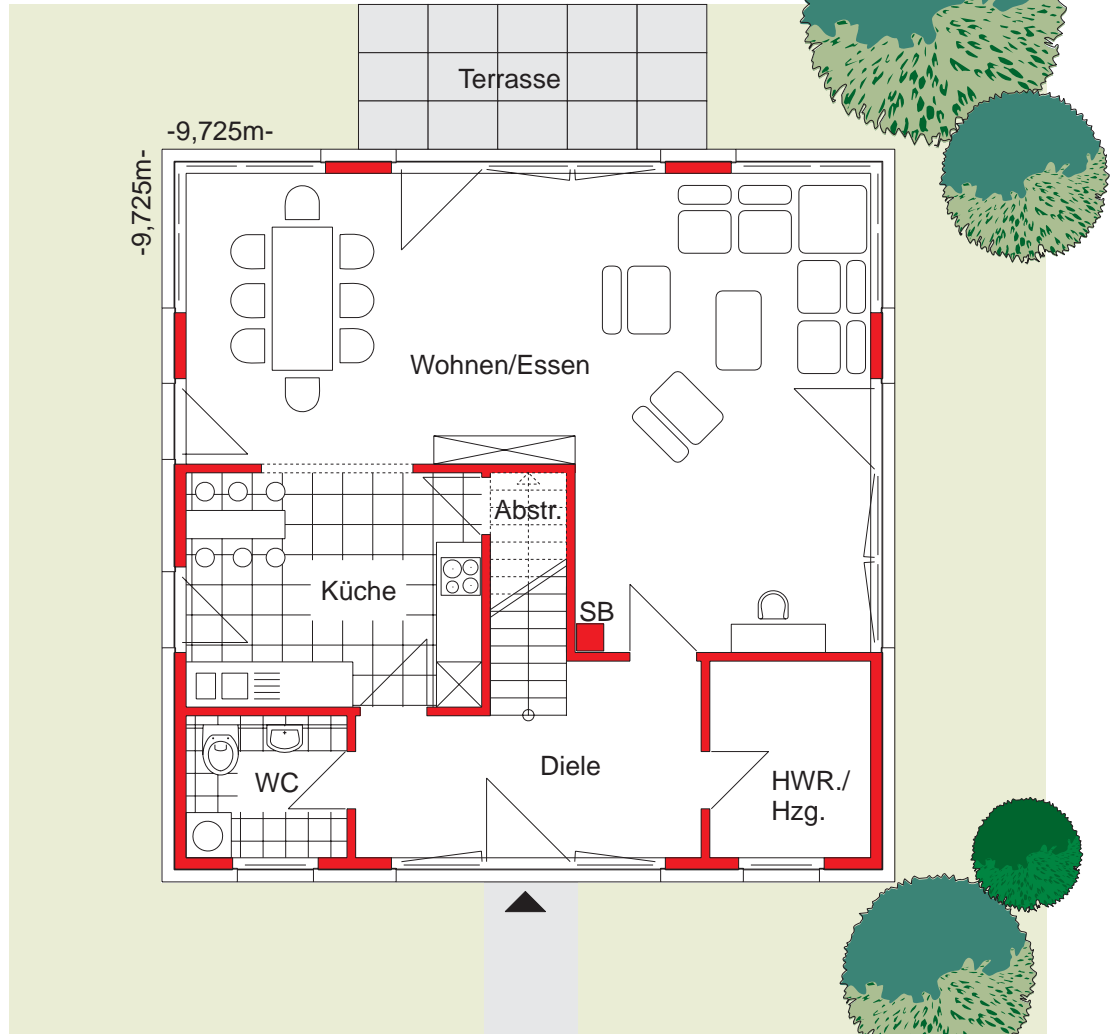 Terrasse
-9,725m-
-9,725m-
Wohnen/Essen
Abstr.
Küche
SB
Diele
WC
HWR./
Hzg.